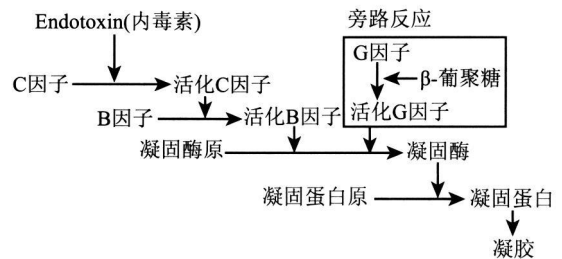 旁路反应
Endotoxin(内毒素)
G因子
β-葡聚糖
C因子
活化C因子
活化G因子
B因子
活化B因子
凝固酶原
凝固酶
凝固蛋白原
凝固蛋白
凝胶